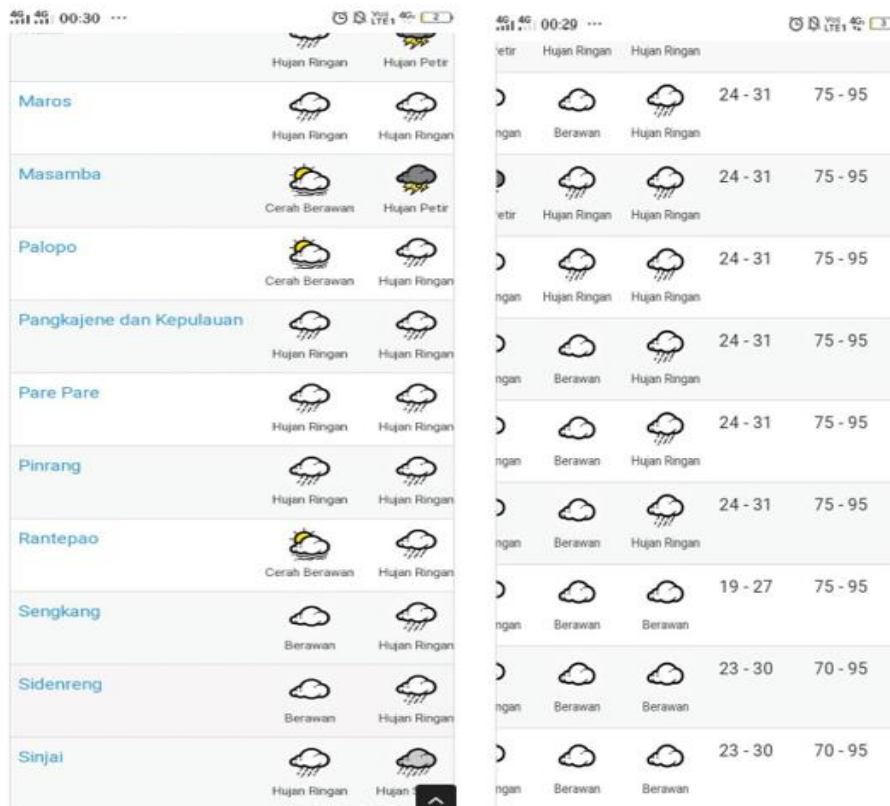 00:30
Hujan Ringan Hujan Petir
Maros
Hujan Ringan Hujan Ringan
Masamba
Cerah Berawan Hujan Petir
Palopo
Cerah Berawan Hujan Ringan
Pangkajene dan Kepulauan
Hujan Ringan Hujan Ringan
Pare Pare
Hujan Ringan Hujan Ringan
Pinrang
Hujan Ringan Hujan Ringan
Rantepao
Cerah Berawan Hujan Ringan
Sengkang
Berawan Hujan Ringan
Sidenreng
Berawan Hujan Ringan
Sinjai
Hujan Ringan Hujan
00:29
Hujan Ringan Hujan Ringan
24 - 31 75 - 95
Berawan Hujan Ringan
24 - 31 75 - 95
Hujan Ringan Hujan Ringan
24 - 31 75 - 95
Hujan Ringan Hujan Ringan
24 - 31 75 - 95
Berawan Hujan Ringan
24 - 31 75 - 95
Berawan Hujan Ringan
24 - 31 75 - 95
Berawan Hujan Ringan
19 - 27 75 - 95
Berawan Berawan
23 - 30 70 - 95
Berawan Berawan
23 - 30 70 - 95
Berawan Berawan